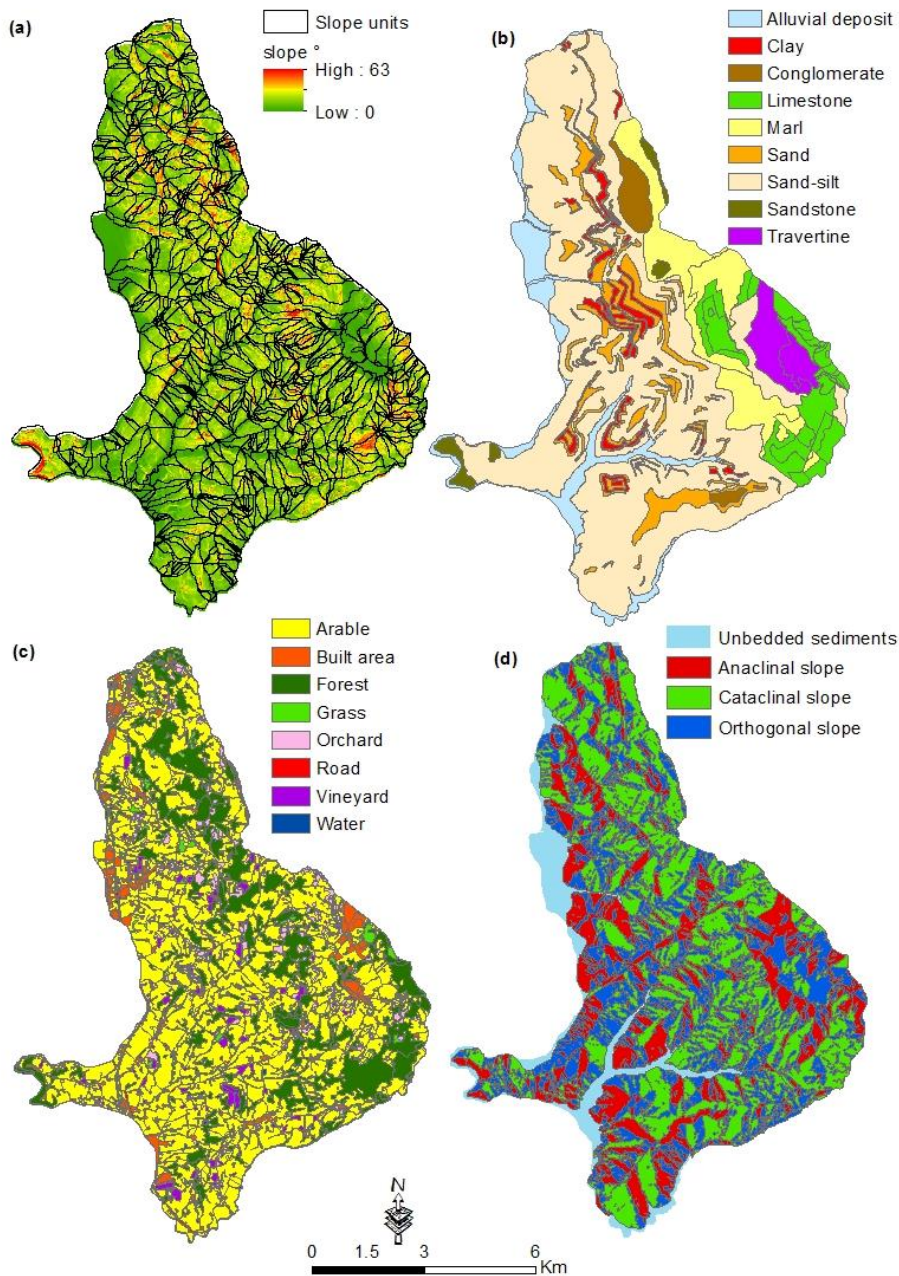 (a)
Slope units
slope °
High : 63
Low : 0
(b)
Alluvial deposit
Clay
Conglomerate
Limestone
Marl
Sand
Sand-silt
Sandstone
Travertine
(c)
Arable
Built area
Forest
Grass
Orchard
Road
Vineyard
Water
(d)
Unbedded sediments
Anaclinal slope
Cataclinal slope
Orthogonal slope
N
0 1.5 3 6
Km